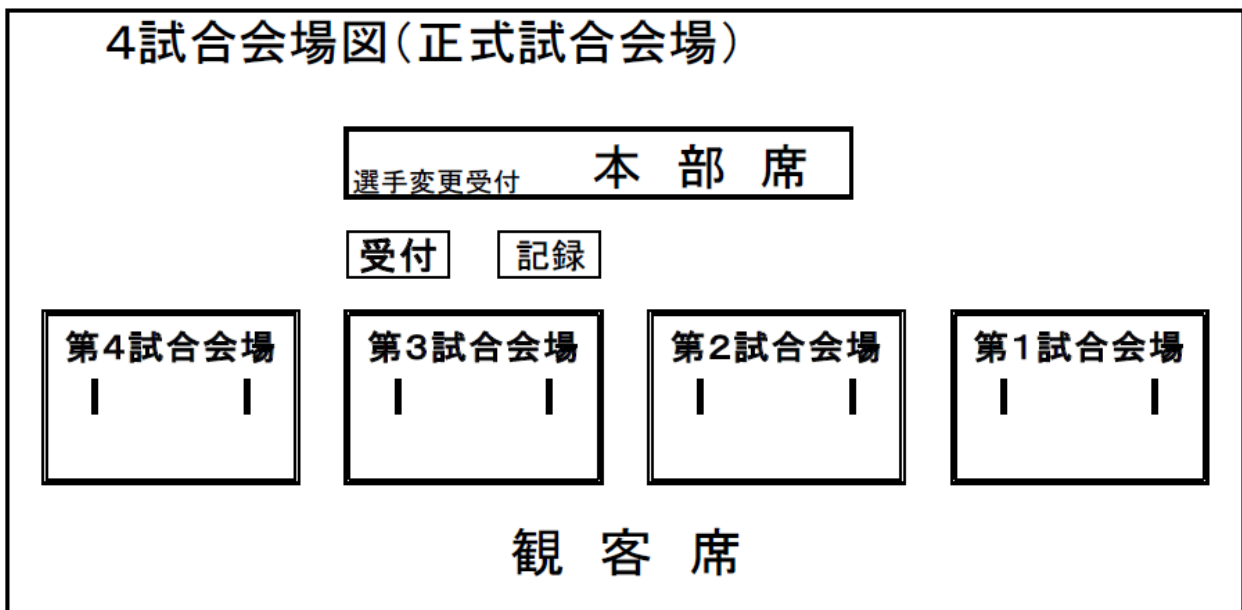 4試合会場図(正式試合会場)
選手変更受付 本 部 席
受付 記録
第4試合会場 第3試合会場 第2試合会場 第1試合会場
観 客 席